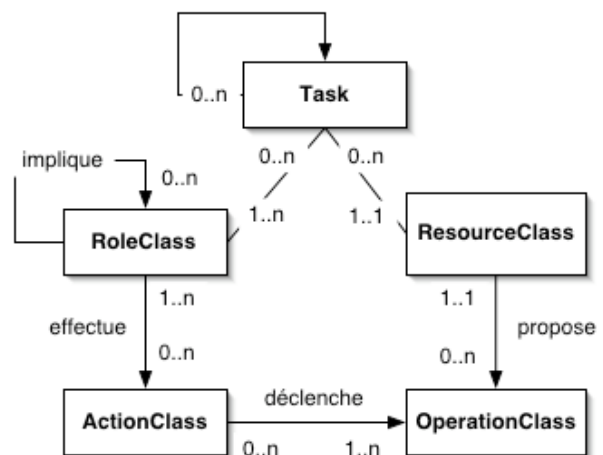 0..n
Task
implique
0..n
0..n 0..n
1..n 1..1
RoleClass
ResourceClass
1..n
1..1
effectue
propose
0..n
0..n
déclenche
ActionClass
OperationClass
0..n 1..n